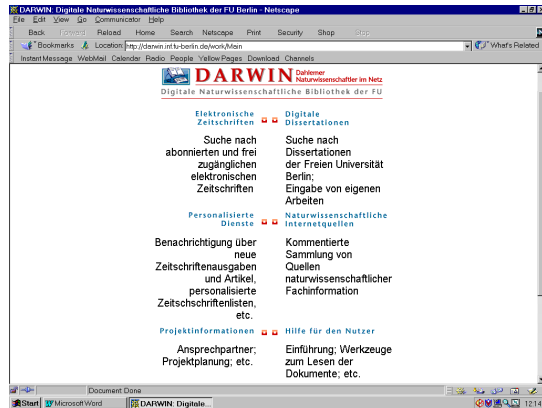 DARWIN: Digitale Naturwissenschaftliche Bibliothek der FU Berlin - Netscape
File Edit View Go Communicator Help
Back Forward Reload Home Search Netscape Print Security Shop Stop
Bookmarks Location: http://darwin.inf.fu-berlin.de/work/Main What's Related
Instant Message WebMail Calendar Radio People Yellow Pages Download Channels
DARWIN Dahlemer
Naturwissenschaftler im Netz
Digitale Naturwissenschaftliche Bibliothek der FU
Elektronische
Zeitschriften
Suche nach
abonnierten und frei
zugänglichen
elektronischen
Zeitschriften
Digitale
Dissertationen
Suche nach
Dissertationen
der Freien Universität
Berlin;
Eingabe von eigenen
Arbeiten
Personalisierte
Dienste
Benachrichtigung über
neue
Zeitschriftenausgaben
und Artikel,
personalisierte
Zeitschschriftenlisten,
etc.
Naturwissenschaftliche
Internetquellen
Kommentierte
Sammlung von
Quellen
naturwissenschaftlicher
Fachinformation
Projektinformationen
Ansprechpartner;
Projektplanung; etc.
Hilfe für den Nutzer
Einführung; Werkzeuge
zum Lesen der
Dokumente; etc.
Document Done
Start Microsoft Word DARWIN: Digitale... 12:14